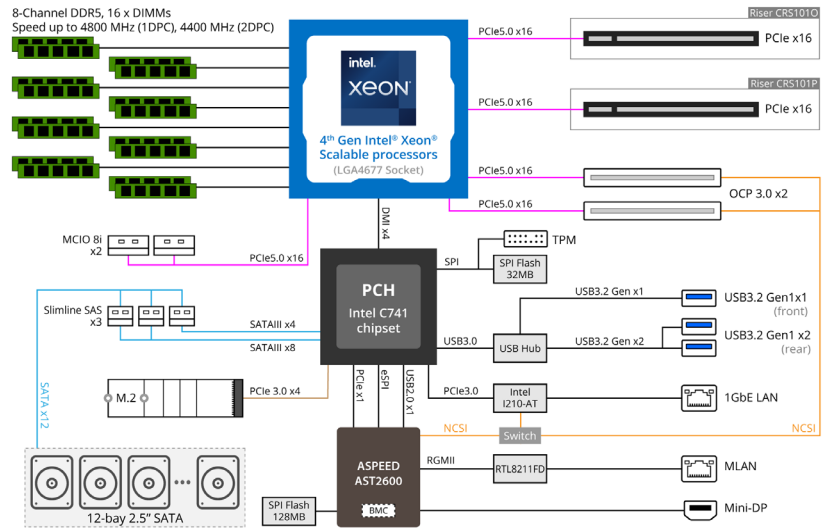 8-Channel DDR5, 16 x DIMMs
Speed up to 4800 MHz (1DPC), 4400 MHz (2DPC)
intel.
XEON®
4th Gen Intel® Xeon®
Scalable processors
(LGA4677 Socket)
PCIe5.0 x16
Riser CRS101O
PCIe x16
PCIe5.0 x16
Riser CRS101P
PCIe x16
PCIe5.0 x16
PCIe5.0 x16
OCP 3.0 x2
DMI x4
MCIO 8i
x2
PCIe5.0 x16
PCH
Intel C741
chipset
SPI
TPM
SPI Flash
32MB
Slimline SAS
x3
SATAIII x4
SATAIII x8
USB3.0
USB Hub
USB3.2 Gen x1
USB3.2 Gen x2
USB3.2 Gen1x1
(front)
USB3.2 Gen1 x2
(rear)
M.2
PCIe 3.0 x4
SATA x12
PCIe x1
eSPI
USB2.0 x1
PCIe3.0
Intel
I210-AT
1GbE LAN
NCSI
Switch
NCSI
ASPEED
AST2600
BMC
RGMII
RTL8211FD
MLAN
SPI Flash
128MB
Mini-DP
12-bay 2.5” SATA